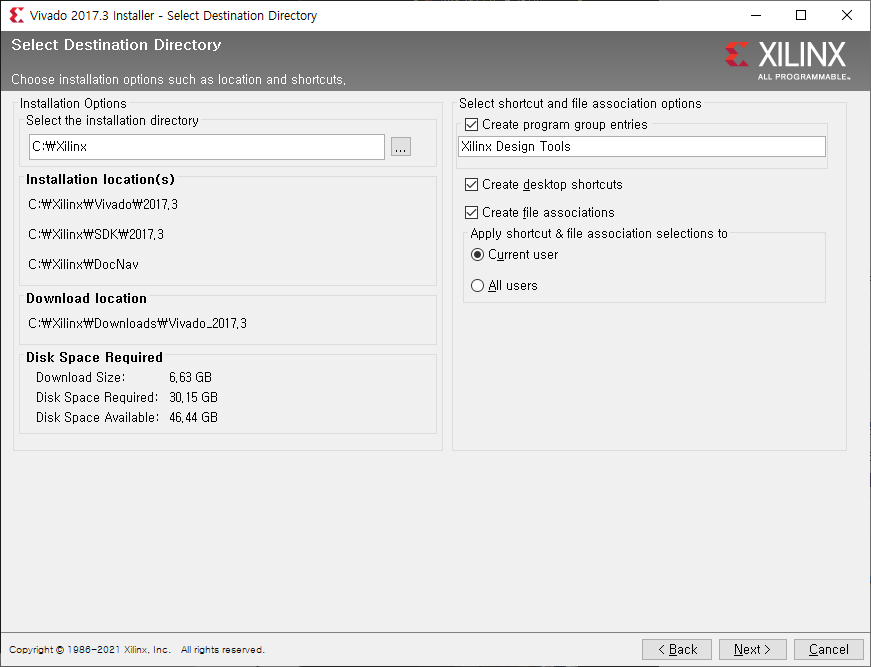 Vivado 2017.3 Installer - Select Destination Directory
Select Destination Directory
Choose installation options such as location and shortcuts.
XILINX
ALL PROGRAMMABLE™
Installation Options
Select the installation directory
C:₩Xilinx
...
Installation location(s)
C:₩Xilinx₩Vivado₩2017.3
C:₩Xilinx₩SDK₩2017.3
C:₩Xilinx₩DocNav
Download location
C:₩Xilinx₩Downloads₩Vivado_2017.3
Disk Space Required
Download Size: 6.63 GB
Disk Space Required: 30.15 GB
Disk Space Available: 46.44 GB
Select shortcut and file association options
Create program group entries
Xilinx Design Tools
Create desktop shortcuts
Create file associations
Apply shortcut & file association selections to
Current user
All users
Copyright © 1986-2021 Xilinx, Inc. All rights reserved.
< Back
Next >
Cancel